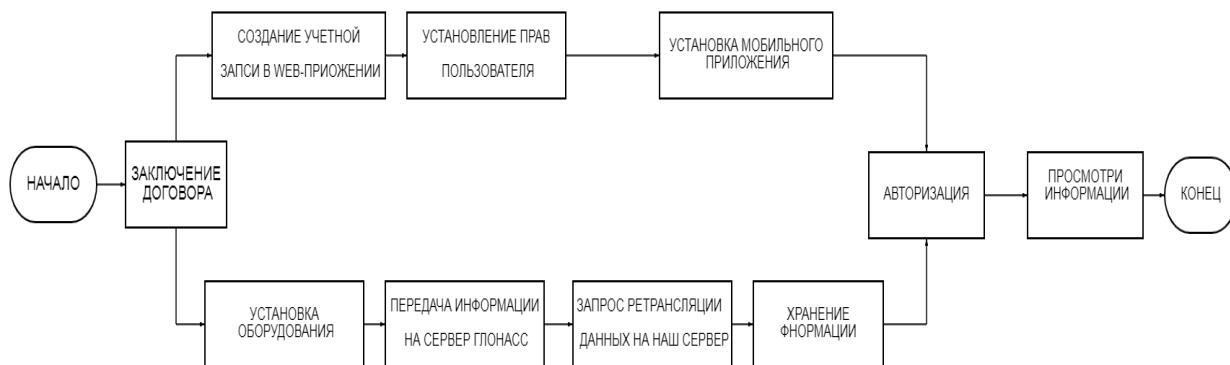 НАЧАЛО
ЗАКЛЮЧЕНИЕ
ДОГОВОРА
СОЗДАНИЕ УЧЕТНОЙ
ЗАПСИ В WEB-ПРИОЖЕНИИ
УСТАНОВЛЕНИЕ ПРАВ
ПОЛЬЗОВАТЕЛЯ
УСТАНОВКА МОБИЛЬНОГО
ПРИЛОЖЕНИЯ
УСТАНОВКА
ОБОРУДОВАНИЯ
ПЕРЕДАЧА ИНФОРМАЦИИ
НА СЕРВЕР ГЛОНАСС
ЗАПРОС РЕТРАНСЛЯЦИИ
ДАННЫХ НА НАШ СЕРВЕР
ХРАНЕНИЕ
ФНОРМАЦИИ
АВТОРИЗАЦИЯ
ПРОСМОТРИ
ИНФОРМАЦИИ
КОНЕЦ